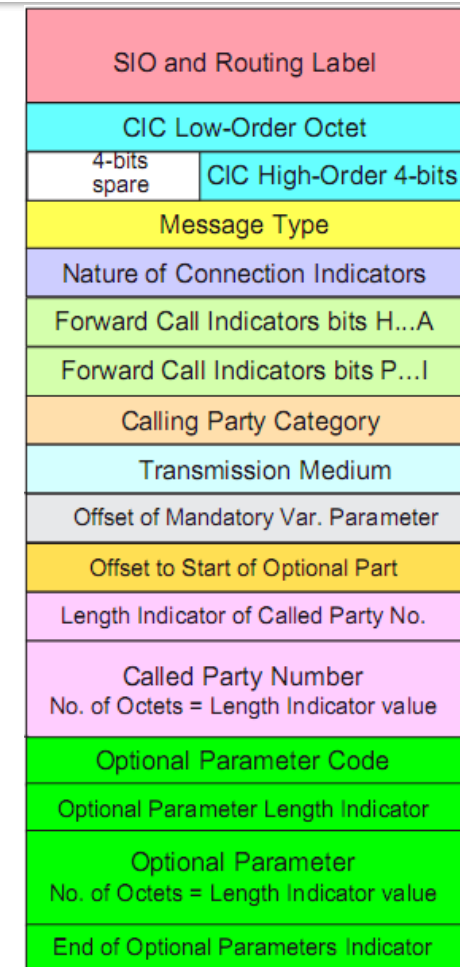 SIO and Routing Label
CIC Low-Order Octet
4-bits
spare
CIC High-Order 4-bits
Message Type
Nature of Connection Indicators
Forward Call Indicators bits H...A
Forward Call Indicators bits P...I
Calling Party Category
Transmission Medium
Offset of Mandatory Var. Parameter
Offset to Start of Optional Part
Length Indicator of Called Party No.
Called Party Number
No. of Octets = Length Indicator value
Optional Parameter Code
Optional Parameter Length Indicator
Optional Parameter
No. of Octets = Length Indicator value
End of Optional Parameters Indicator